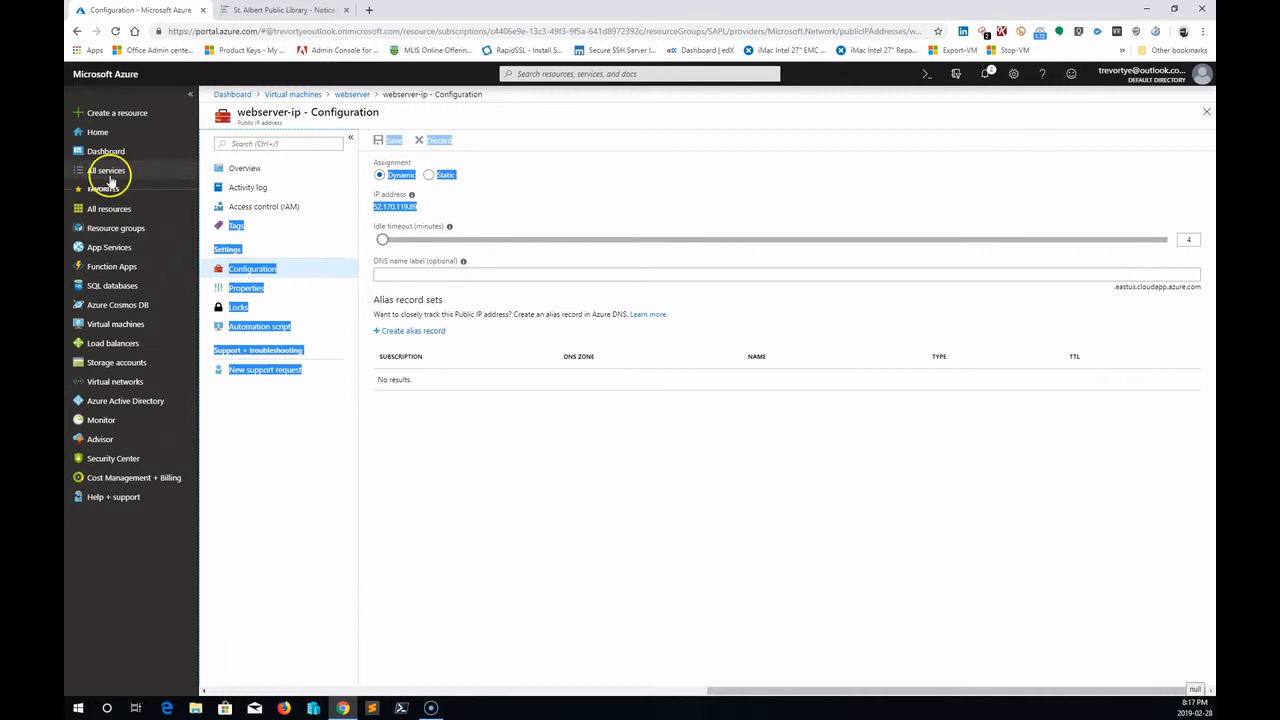 Configuration - Microsoft Azure
St. Albert Public Library - Notice
https://portal.azure.com/#@trevortyeoutlook.onmicrosoft.com/resource/subscriptions/c4406e9e-13c3-49f3-9f5a-641d8972392c/resourceGroups/SAPL/providers/Microsoft.Network/publicIPAddresses/w...
Apps
Office Admin cente...
Product Keys - My...
Admin Console for...
MLIS Online Offerin...
RapidSSL - Install S...
Secure SSH Server I...
Dashboard | edX
iMac Intel 27" EMC ...
iMac Intel 27" Repa...
Export-VM
Stop-VM
Other bookmarks
Microsoft Azure
Search resources, services, and docs
trevortye@outlook.co...
DEFAULT DIRECTORY
Create a resource
Home
Dashboard
All services
FAVORITES
All resources
Resource groups
App Services
Function Apps
SQL databases
Azure Cosmos DB
Virtual machines
Load balancers
Storage accounts
Virtual networks
Azure Active Directory
Monitor
Advisor
Security Center
Cost Management + Billing
Help + support
Dashboard > Virtual machines > webserver > webserver-ip - Configuration
webserver-ip - Configuration
Public IP address
Search (Ctrl+/)
Overview
Activity log
Access control (IAM)
Tags
Settings
Configuration
Properties
Locks
Automation script
Support + troubleshooting
New support request
Save Discard
Assignment
Dynamic Static
IP address
52.170.119.89
Idle timeout (minutes)
4
DNS name label (optional)
.eastus.cloudapp.azure.com
Alias record sets
Want to closely track this Public IP address? Create an alias record in Azure DNS. Learn more.
Create alias record
SUBSCRIPTION DNS ZONE NAME TYPE TTL
No results.
null
8:17 PM
2019-02-28